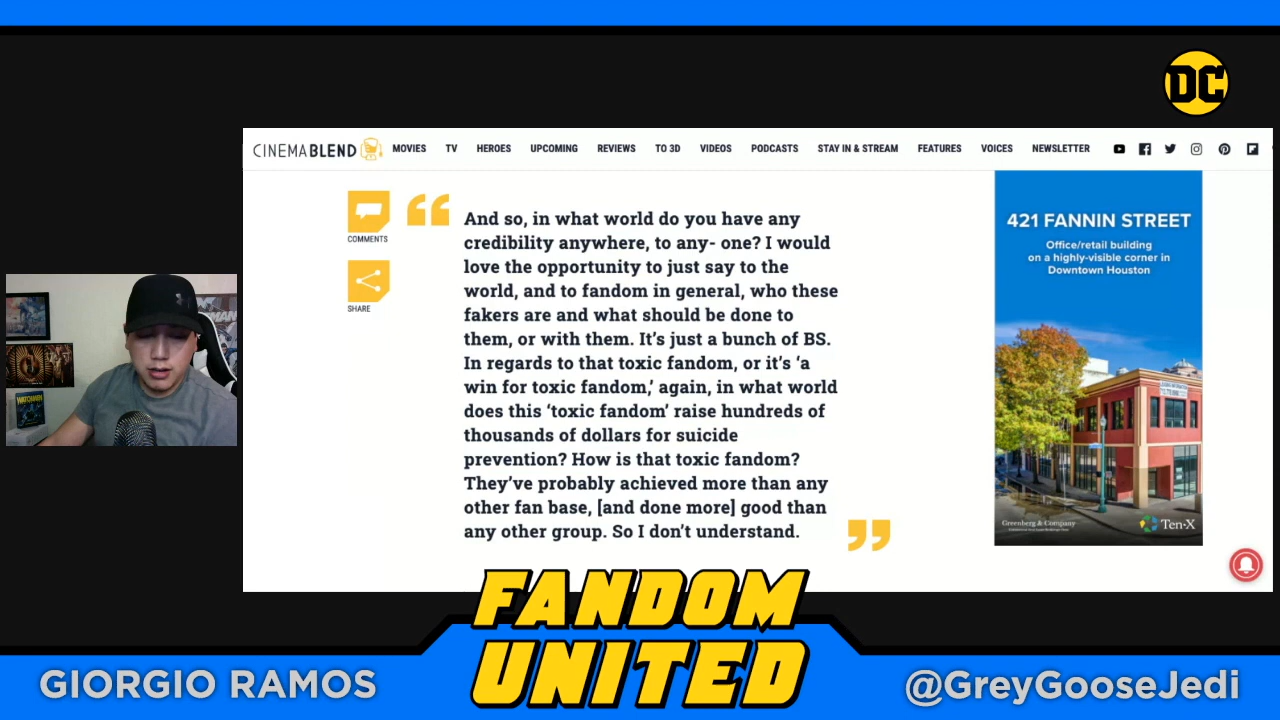 DC
CINEMABLEND
MOVIES
TV
HEROES
UPCOMING
REVIEWS
TO 3D
VIDEOS
PODCASTS
STAY IN & STREAM
FEATURES
VOICES
NEWSLETTER
COMMENTS
SHARE
“
And so, in what world do you have any
credibility anywhere, to any- one? I would
love the opportunity to just say to the
world, and to fandom in general, who these
fakers are and what should be done to
them, or with them. It’s just a bunch of BS.
In regards to that toxic fandom, or it’s ‘a
win for toxic fandom,’ again, in what world
does this ‘toxic fandom’ raise hundreds of
thousands of dollars for suicide
prevention? How is that toxic fandom?
They’ve probably achieved more than any
other fan base, [and done more] good than
any other group. So I don’t understand.
”
421 FANNIN STREET
Office/retail building
on a highly-visible corner in
Downtown Houston
Greenberg & Company
Ten-X
WATCHMEN
FANDOM
UNITED
GIORGIO RAMOS
@GreyGooseJedi